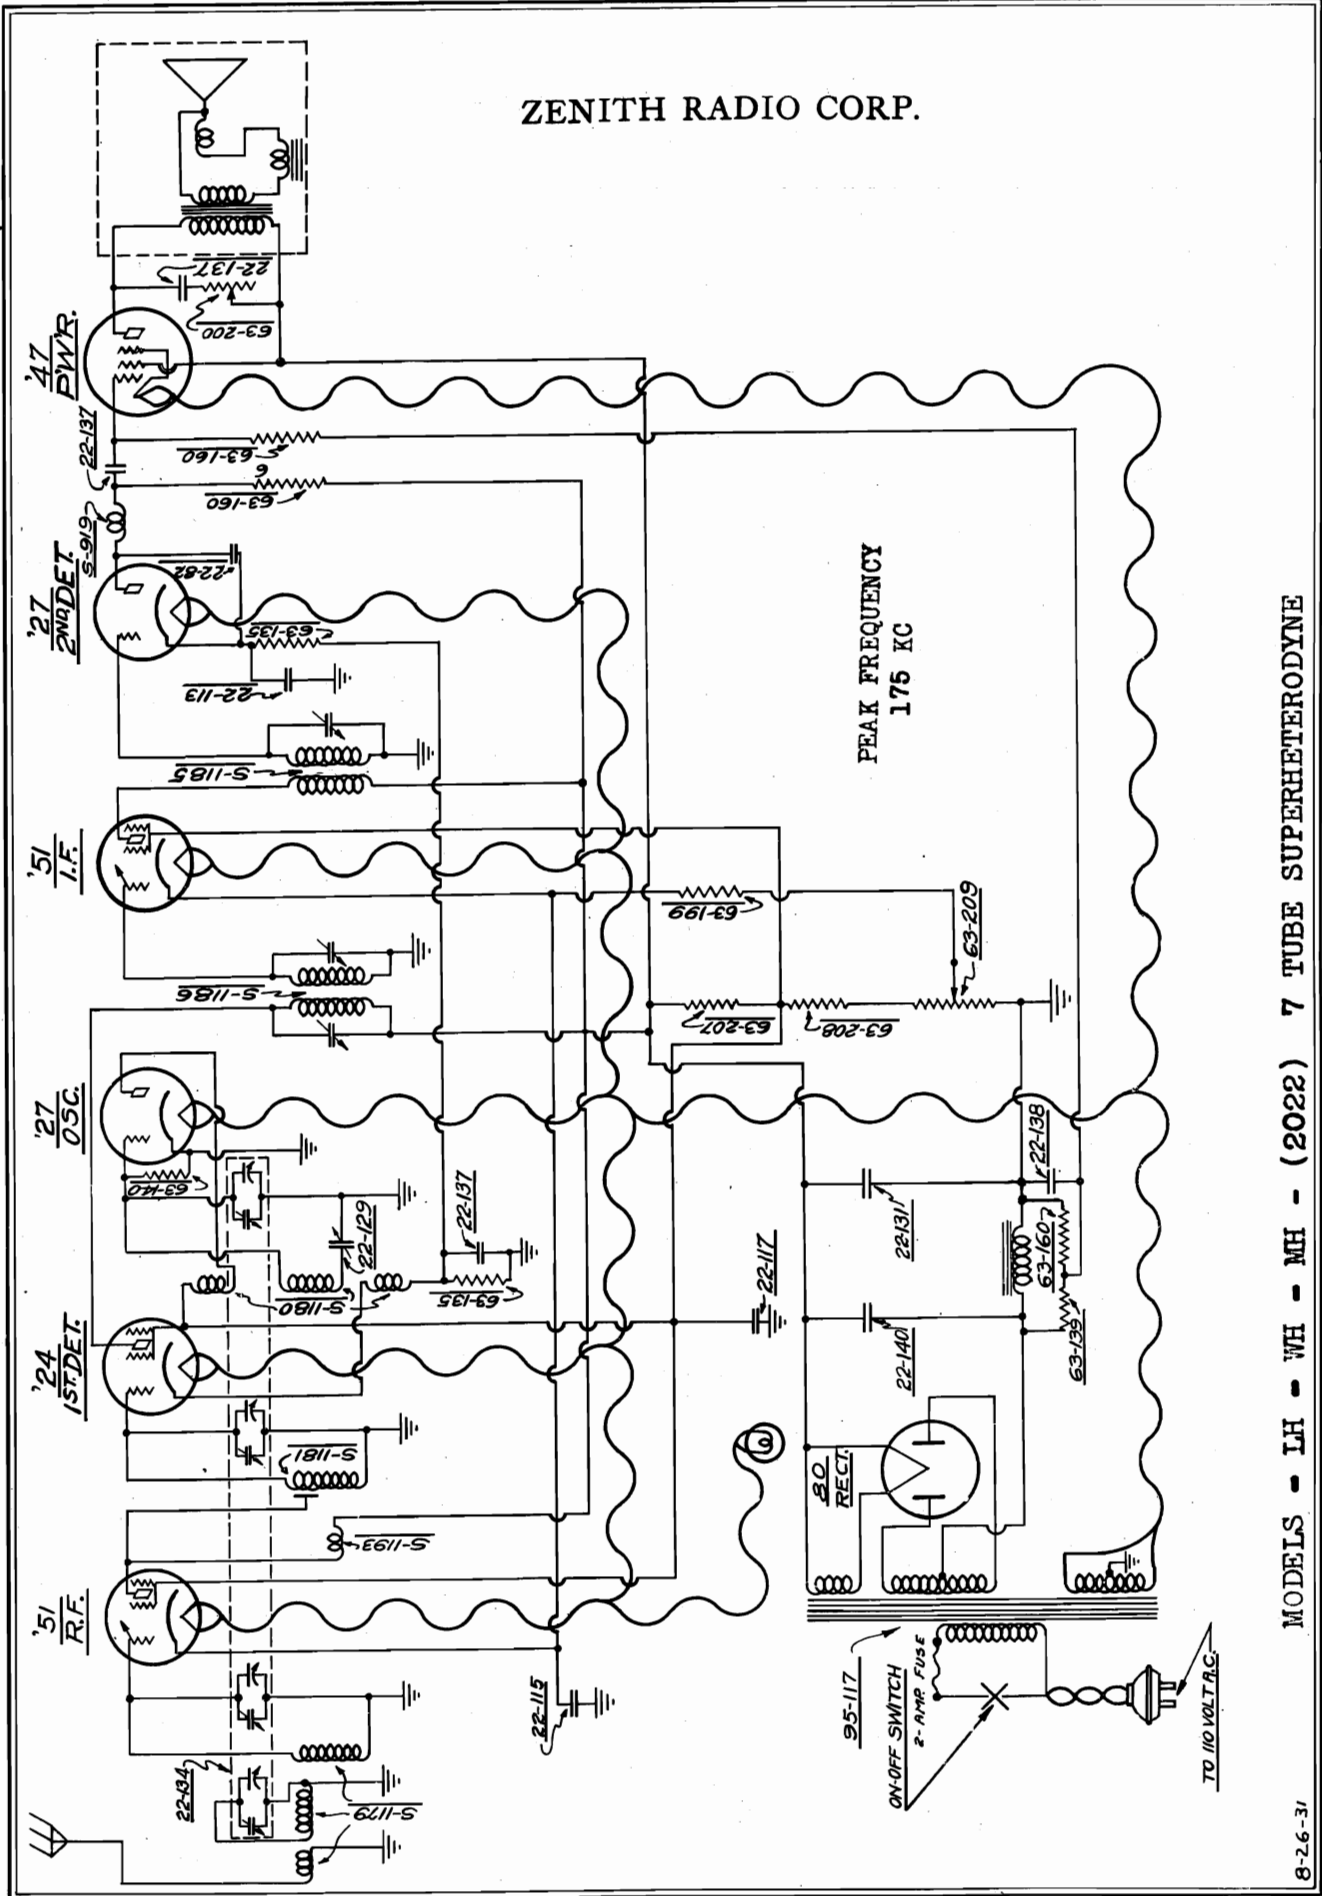 ZENITH RADIO CORP.
'47
P'W'R.
22-137
63-200
22-137
63-160
6
63-160
S-919
'27
2ND. DET.
22-82
63-135
22-113
S-1185
'51
I.F.
S-1186
63-199
63-209
63-207
63-208
PEAK FREQUENCY
175 KC
'27
OSC.
63-140
22-129
22-137
S-1180
63-135
22-117
22-131
22-138
63-160
63-139
22-140
'24
1ST. DET.
S-1181
S-1193
80
RECT.
'51
R.F.
22-134
S-1179
22-115
95-117
ON-OFF SWITCH
2-AMP. FUSE
TO 110 VOLT A.C.
MODELS - LH - WH - MH - (2022) 7 TUBE SUPERHETERODYNE
8-26-31